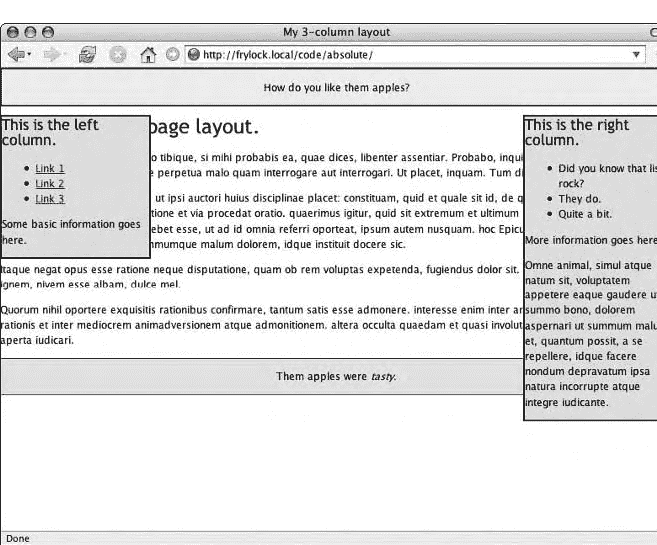 My 3-column layout
http://frylock.local/code/absolute/
How do you like them apples?
This is the left
column.
Link 1
Link 2
Link 3
Some basic information goes
here.
page layout.
o tibique, si mihi probabis ea, quae dices, libenter assentiar. Probabo, inqui
e perpetua malo quam interrogare aut interrogari. Ut placet, inquam. Tum di
ut ipsi auctori huius disciplinae placet: constituam, quid et quale sit id, de q
tione et via procedat oratio. quaerimus igitur, quid sit extremum et ultimum
ebet esse, ut ad id omnia referri oporteat, ipsum autem nusquam. hoc Epicu
mmumque malum dolorem, idque instituit docere sic.
Itaque negat opus esse ratione neque disputatione, quam ob rem voluptas expetenda, fugiendus dolor sit.
ignem, nivem esse albam, dulce mel.
Quorum nihil oportere exquisitis rationibus confirmare, tantum satis esse admonere. interesse enim inter ar
rationis et inter mediocrem animadversionem atque admonitionem. altera occulta quaedam et quasi involut
aperta iudicari.
This is the right
column.
Did you know that lis
rock?
They do.
Quite a bit.
More information goes here
Omne animal, simul atque
natum sit, voluptatem
appetere eaque gaudere u
summo bono, dolorem
aspernari ut summum malu
et, quantum possit, a se
repellere, idque facere
nondum depravatum ipsa
natura incorrupte atque
integre iudicante.
Them apples were tasty.
Done